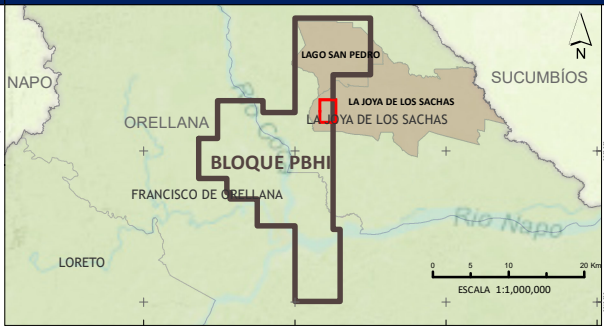 LAGO SAN PEDRO
N
NAPO
SUCUMBÍOS
LA JOYA DE LOS SACHAS
ORELLANA
LA JOYA DE LOS SACHAS
Río Coca
BLOQUE PBHI
FRANCISCO DE ORELLANA
Río Napo
LORETO
0 5 10 20 Km
ESCALA 1:1,000,000